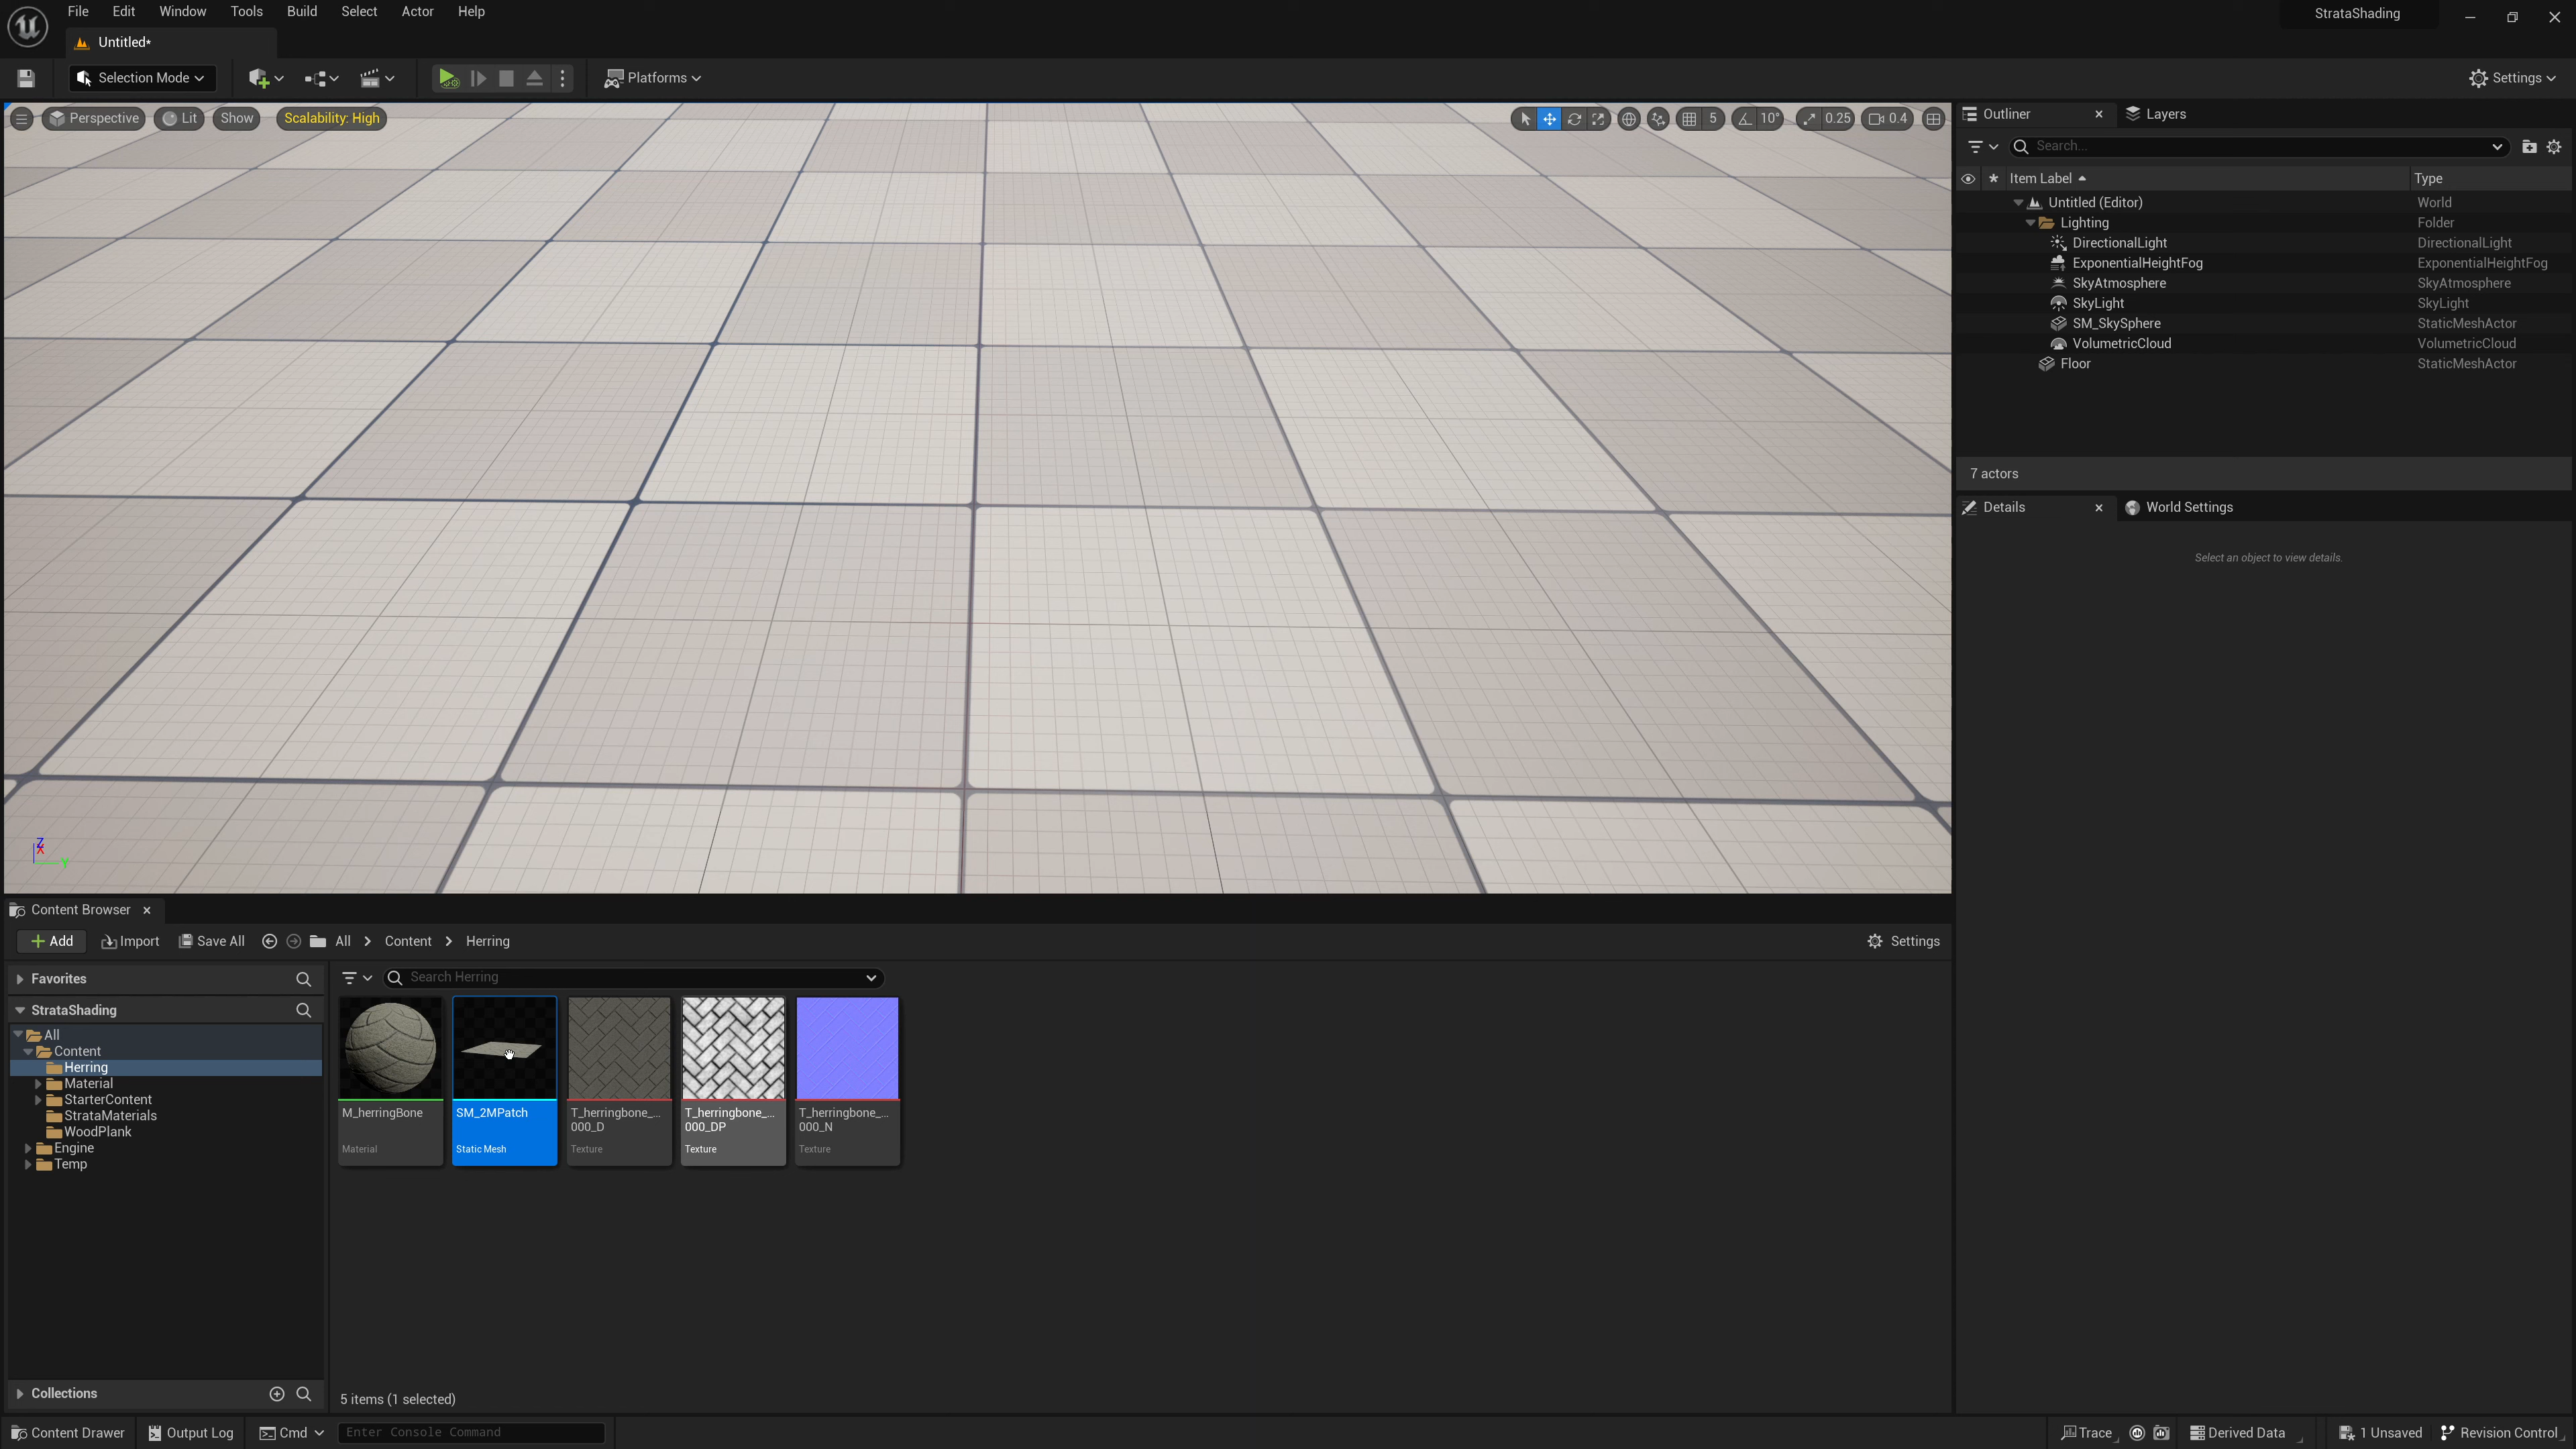 File Edit Window Tools Build Select Actor Help
StrataShading
Untitled*
Selection Mode
Platforms
Settings
Perspective Lit Show Scalability: High
5 10° 0.25 0.4
Outliner
Layers
Search...
Item Label Type
Untitled (Editor) World
Lighting Folder
DirectionalLight DirectionalLight
ExponentialHeightFog ExponentialHeightFog
SkyAtmosphere SkyAtmosphere
SkyLight SkyLight
SM_SkySphere StaticMeshActor
VolumetricCloud VolumetricCloud
Floor StaticMeshActor
7 actors
Details
World Settings
Select an object to view details.
Z
X
Y
Content Browser
Add Import Save All All > Content > Herring
Settings
Favorites
Search Herring
StrataShading
All
Content
Herring
Material
StarterContent
StrataMaterials
WoodPlank
Engine
Temp
M_herringBone
Material
SM_2MPatch
Static Mesh
T_herringbone_...
000_D
Texture
T_herringbone_...
000_DP
Texture
T_herringbone_...
000_N
Texture
Collections
5 items (1 selected)
Content Drawer Output Log Cmd Enter Console Command
Trace Derived Data 1 Unsaved Revision Control